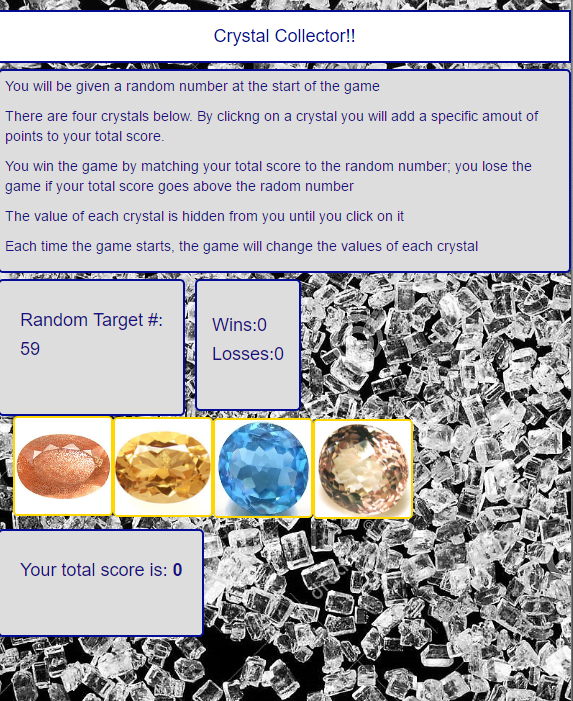 Crystal Collector!!
You will be given a random number at the start of the game
There are four crystals below. By clickng on a crystal you will add a specific amout of
points to your total score.
You win the game by matching your total score to the random number; you lose the
game if your total score goes above the radom number
The value of each crystal is hidden from you until you click on it
Each time the game starts, the game will change the values of each crystal
Random Target #:
59
Wins:0
Losses:0
Your total score is: 0